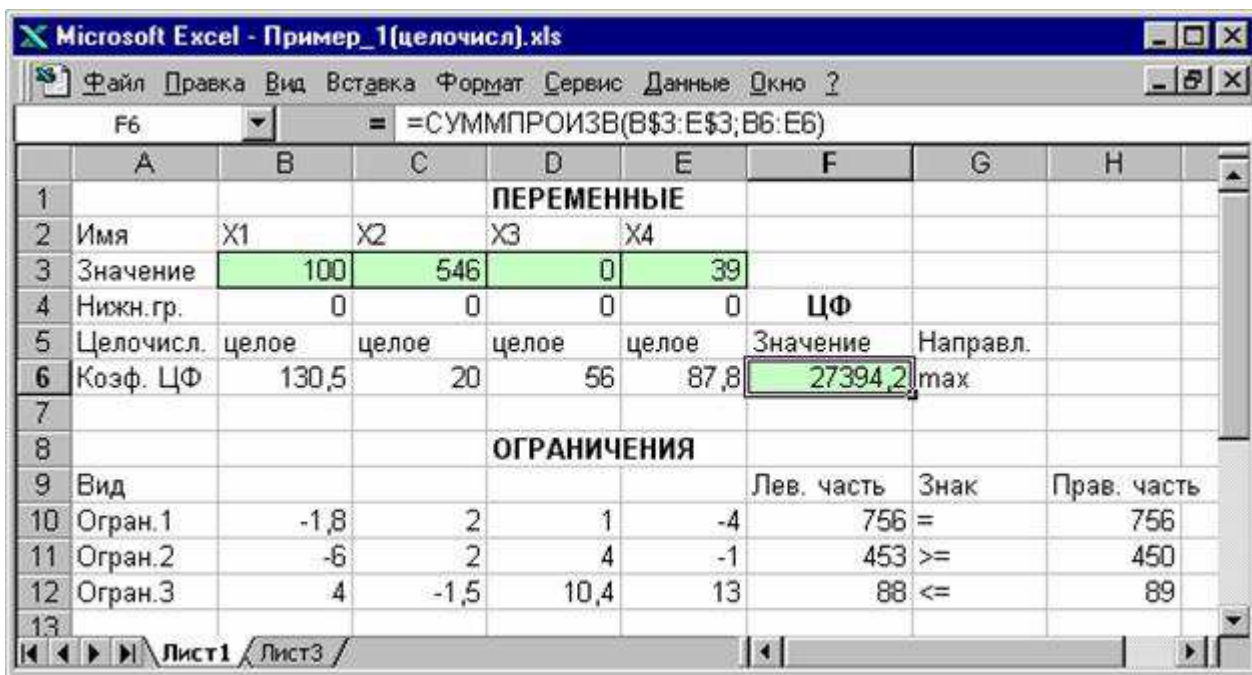 Microsoft Excel - Пример_1(целочисл).xls
Файл Правка Вид Вставка Формат Сервис Данные Окно ?
F6 = =СУММПРОИЗВ(B$3:E$3;B6:E6)
A B C D E F G H
1 ПЕРЕМЕННЫЕ
2 Имя X1 X2 X3 X4
3 Значение 100 546 0 39
4 Нижн.гр. 0 0 0 0 ЦФ
5 Целочисл. целое целое целое целое Значение Направл.
6 Коэф. ЦФ 130,5 20 56 87,8 27394,2 max
7
8 ОГРАНИЧЕНИЯ
9 Вид Лев. часть Знак Прав. часть
10 Огран.1 -1,8 2 1 -4 756 = 756
11 Огран.2 -6 2 4 -1 453 >= 450
12 Огран.3 4 -1,5 10,4 13 88 <= 89
13
Лист1 Лист3